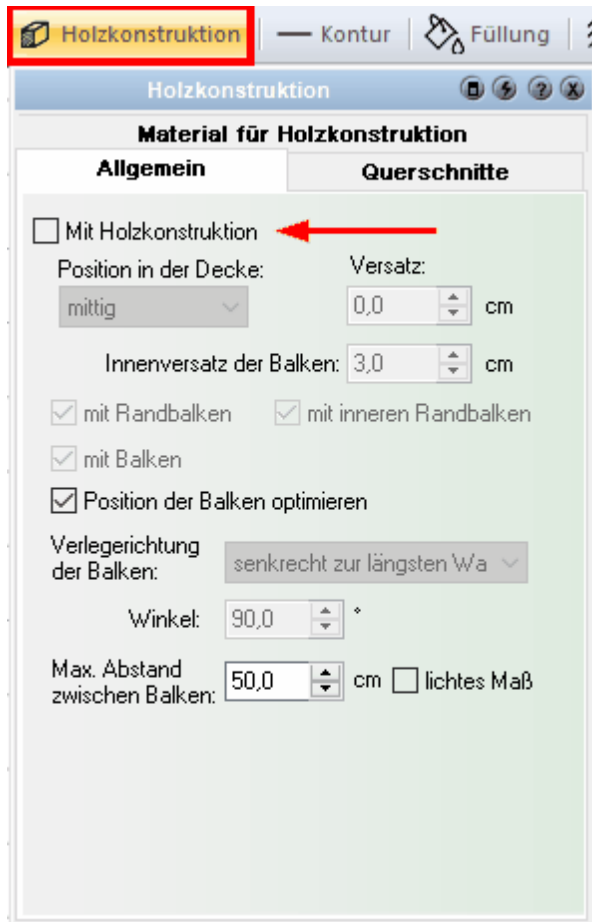 Holzkonstruktion Kontur Füllung
Holzkonstruktion
Material für Holzkonstruktion
Allgemein Querschnitte
Mit Holzkonstruktion
Position in der Decke: Versatz:
mittig 0,0 cm
Innenversatz der Balken: 3,0 cm
mit Randbalken mit inneren Randbalken
mit Balken
Position der Balken optimieren
Verlegerichtung
der Balken: senkrecht zur längsten Wa
Winkel: 90,0 °
Max. Abstand
zwischen Balken: 50,0 cm lichtes Maß